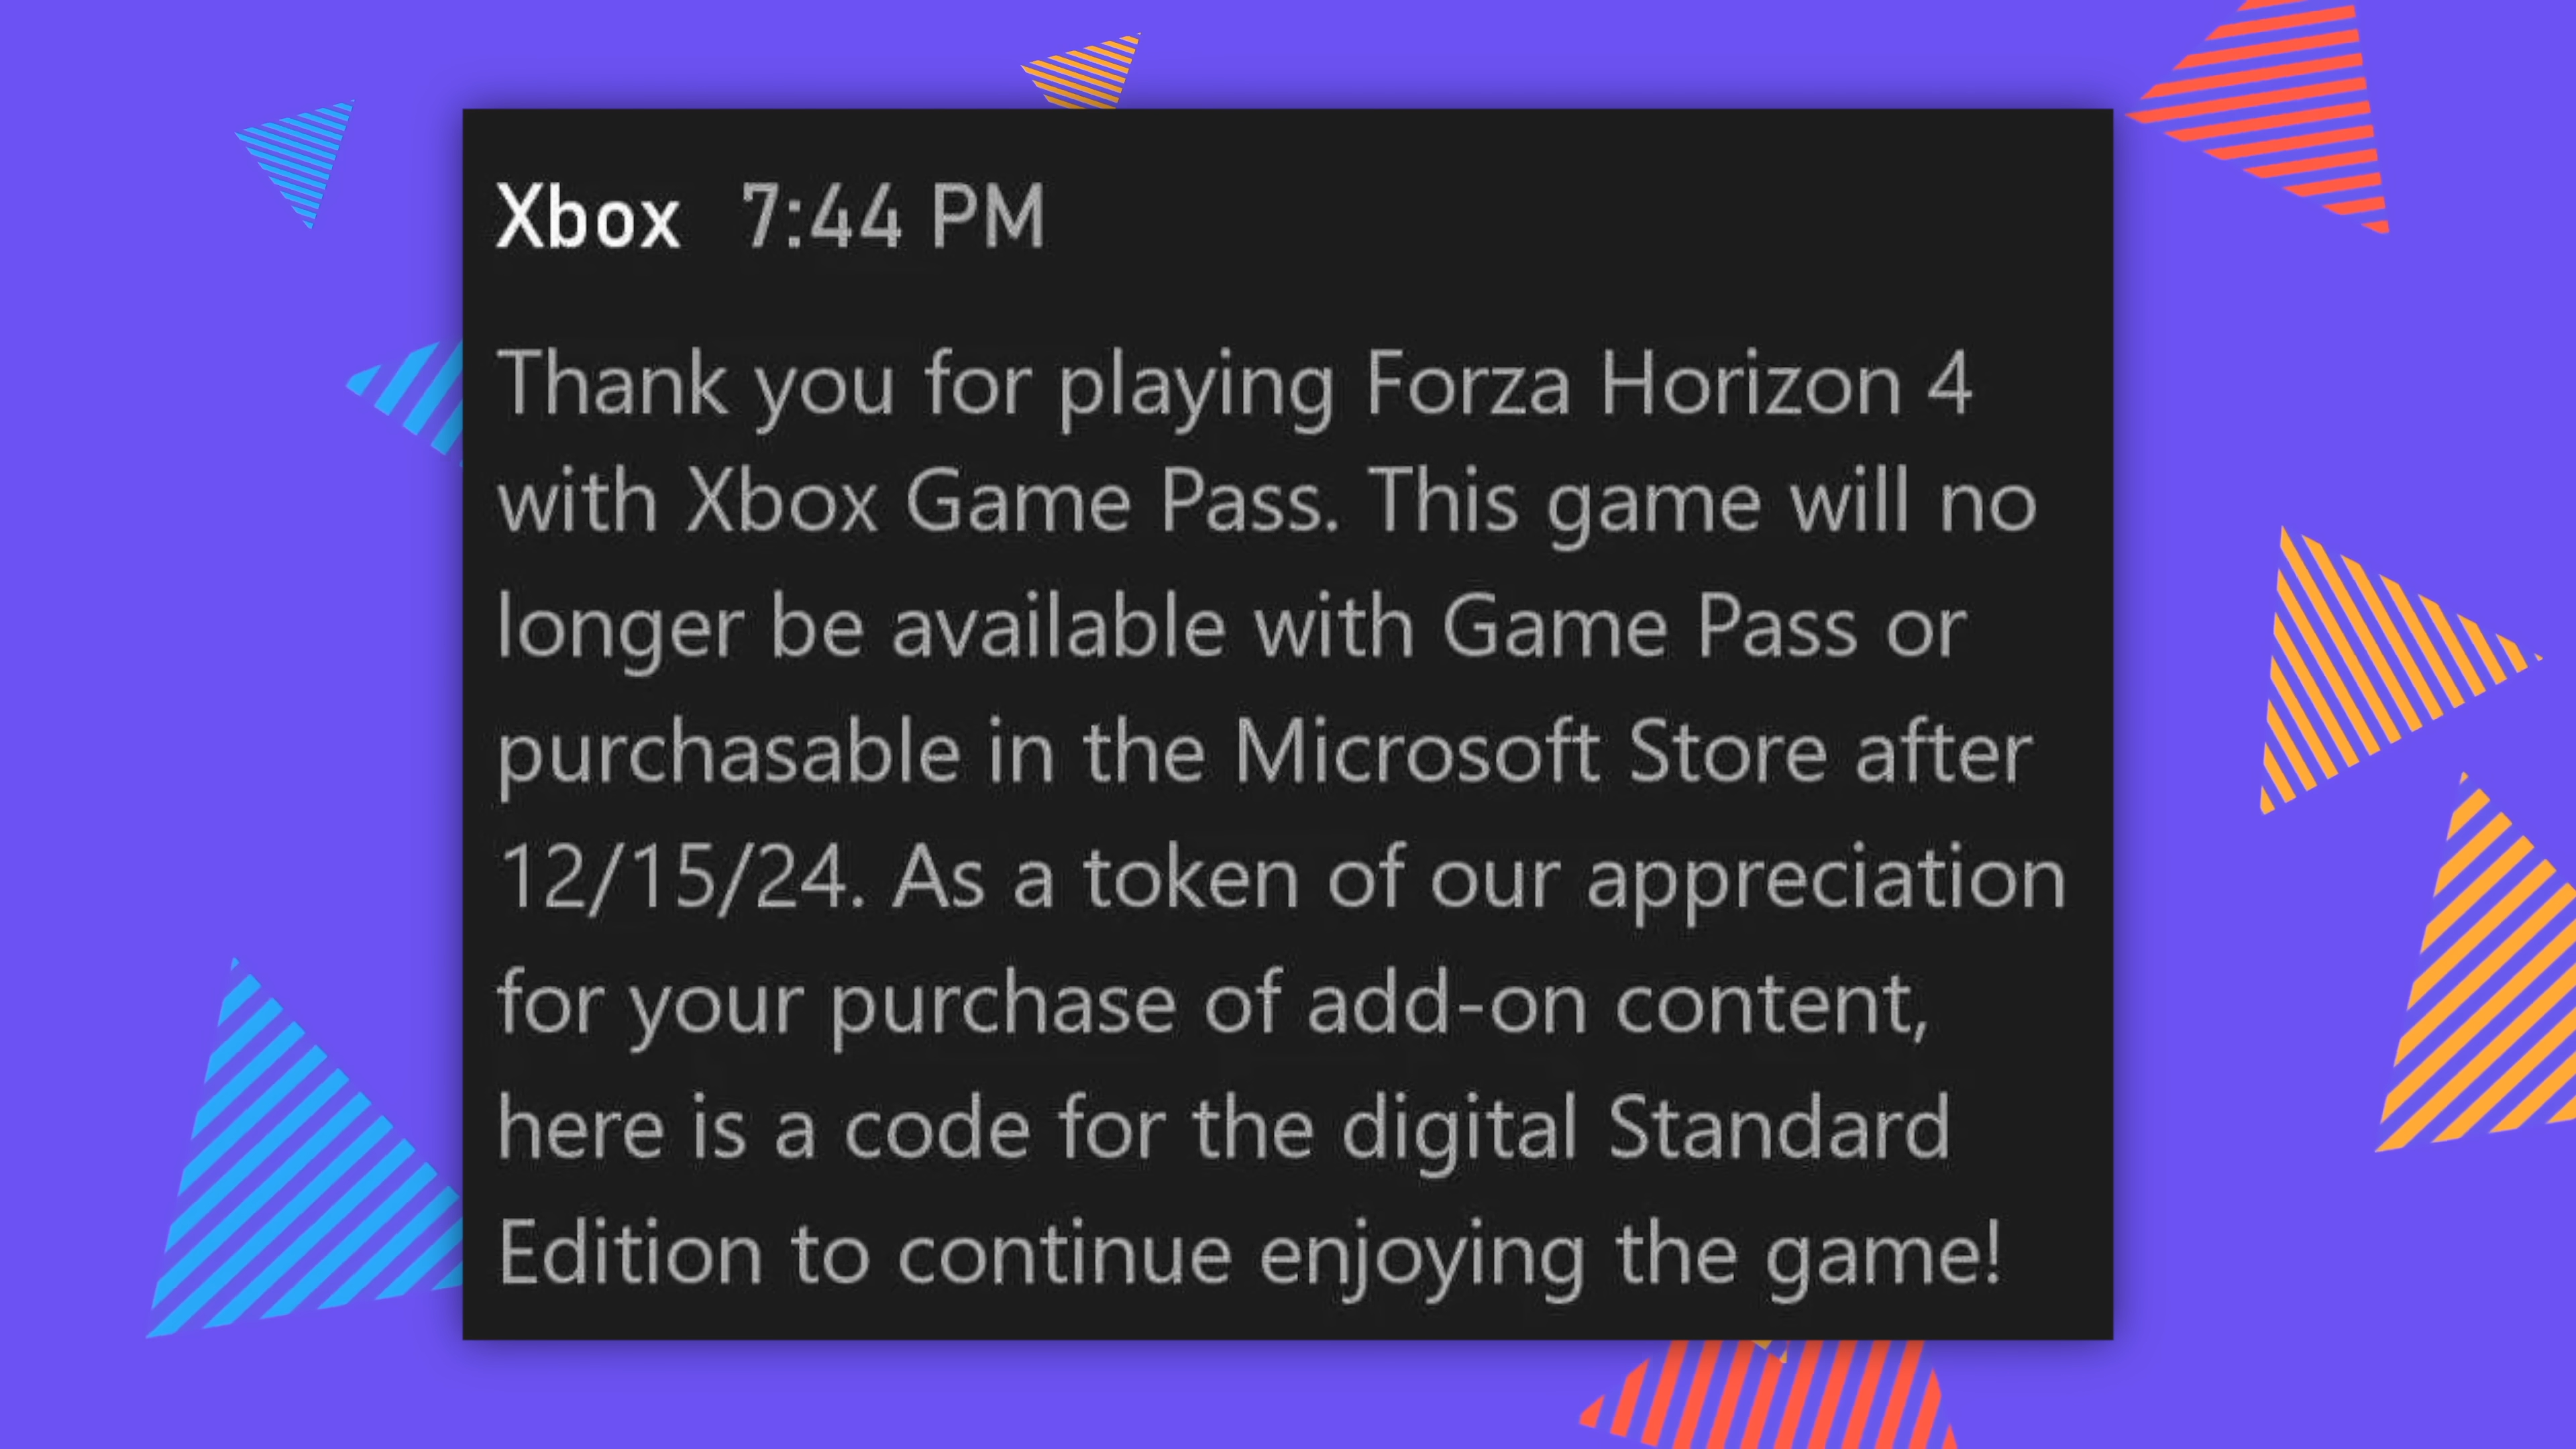 Xbox 7:44 PM
Thank you for playing Forza Horizon 4
with Xbox Game Pass. This game will no
longer be available with Game Pass or
purchasable in the Microsoft Store after
12/15/24. As a token of our appreciation
for your purchase of add-on content,
here is a code for the digital Standard
Edition to continue enjoying the game!